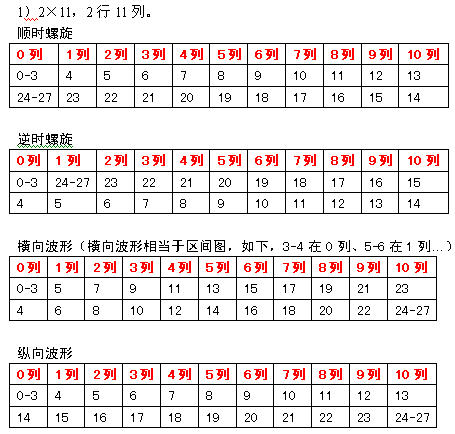 1）2×11，2 行 11 列。
顺时螺旋
0 列 1 列 2 列 3 列 4 列 5 列 6 列 7 列 8 列 9 列 10 列
0-3 4 5 6 7 8 9 10 11 12 13
24-27 23 22 21 20 19 18 17 16 15 14
逆时螺旋
0 列 1 列 2 列 3 列 4 列 5 列 6 列 7 列 8 列 9 列 10 列
0-3 24-27 23 22 21 20 19 18 17 16 15
4 5 6 7 8 9 10 11 12 13 14
横向波形（横向波形相当于区间图，如下，3-4 在 0 列、5-6 在 1 列…）
0 列 1 列 2 列 3 列 4 列 5 列 6 列 7 列 8 列 9 列 10 列
0-3 5 7 9 11 13 15 17 19 21 23
4 6 8 10 12 14 16 18 20 22 24-27
纵向波形
0 列 1 列 2 列 3 列 4 列 5 列 6 列 7 列 8 列 9 列 10 列
0-3 4 5 6 7 8 9 10 11 12 13
14 15 16 17 18 19 20 21 22 23 24-27